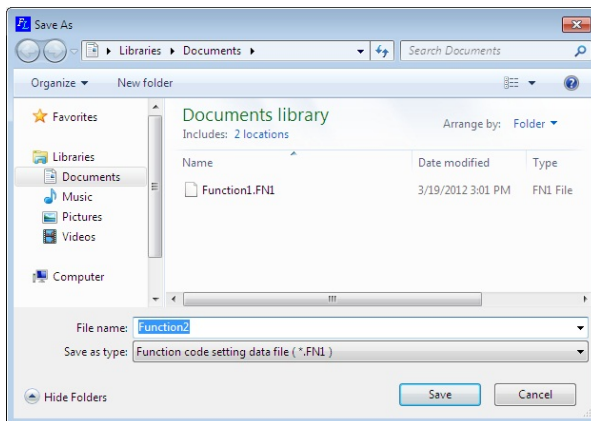 FL Save As
Libraries Documents Search Documents
Organize New folder
Favorites
Libraries
Documents
Music
Pictures
Videos
Computer
Documents library
Includes: 2 locations
Arrange by: Folder
Name Date modified Type
Function1.FN1 3/19/2012 3:01 PM FN1 File
File name: Function2
Save as type: Function code setting data file ( *.FN1 )
Hide Folders Save Cancel